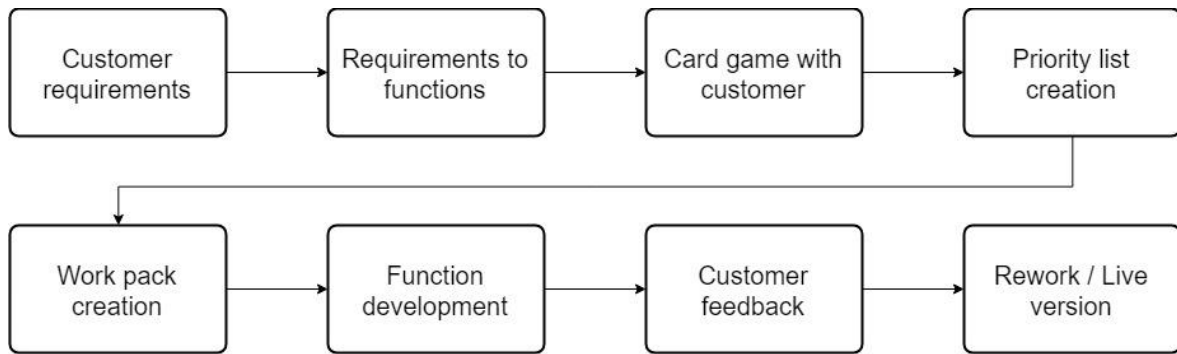 Customer
requirements
Requirements to
functions
Card game with
customer
Priority list
creation
Work pack
creation
Function
development
Customer
feedback
Rework / Live
version